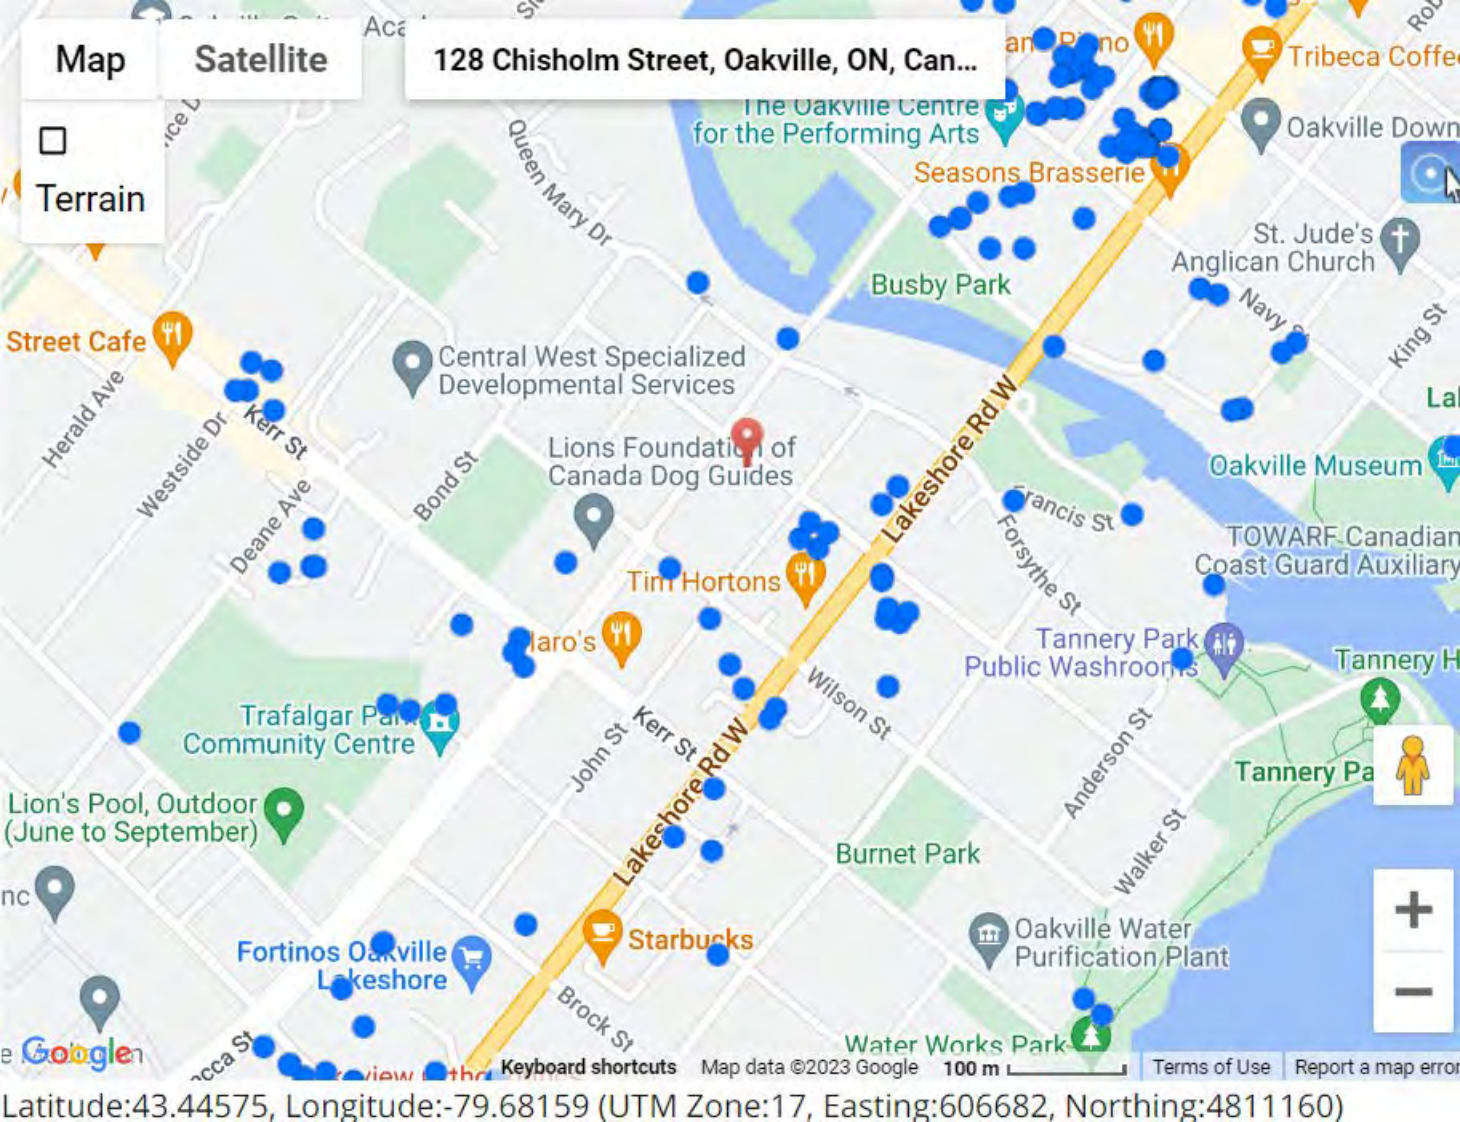 Map
Satellite
128 Chisholm Street, Oakville, ON, Can...
Terrain
Tribeca Coffee
The Oakville Centre
for the Performing Arts
Oakville Down
Queen Mary Dr
Seasons Brasserie
St. Jude's
Anglican Church
Busby Park
Navy St
King St
Street Cafe
Central West Specialized
Developmental Services
Herald Ave
Westside Dr
Kerr St
Lakeshore Rd W
Bond St
Lions Foundation of
Canada Dog Guides
Oakville Museum
Deane Ave
Francis St
Forsythe St
TOWARF Canadian
Coast Guard Auxiliary
Tim Hortons
Tannery Park
Public Washrooms
Tannery H
Wilson St
Trafalgar Park
Community Centre
Kerr St
John St
Lakeshore Rd W
Anderson St
Tannery Pa
Lion's Pool, Outdoor
(June to September)
Walker St
Burnet Park
Oakville Water
Purification Plant
Fortinos Oakville
Lakeshore
Starbucks
Brock St
Water Works Park
Google
Keyboard shortcuts
Map data ©2023 Google
100 m
Terms of Use
Report a map error
Latitude:43.44575, Longitude:-79.68159 (UTM Zone:17, Easting:606682, Northing:4811160)